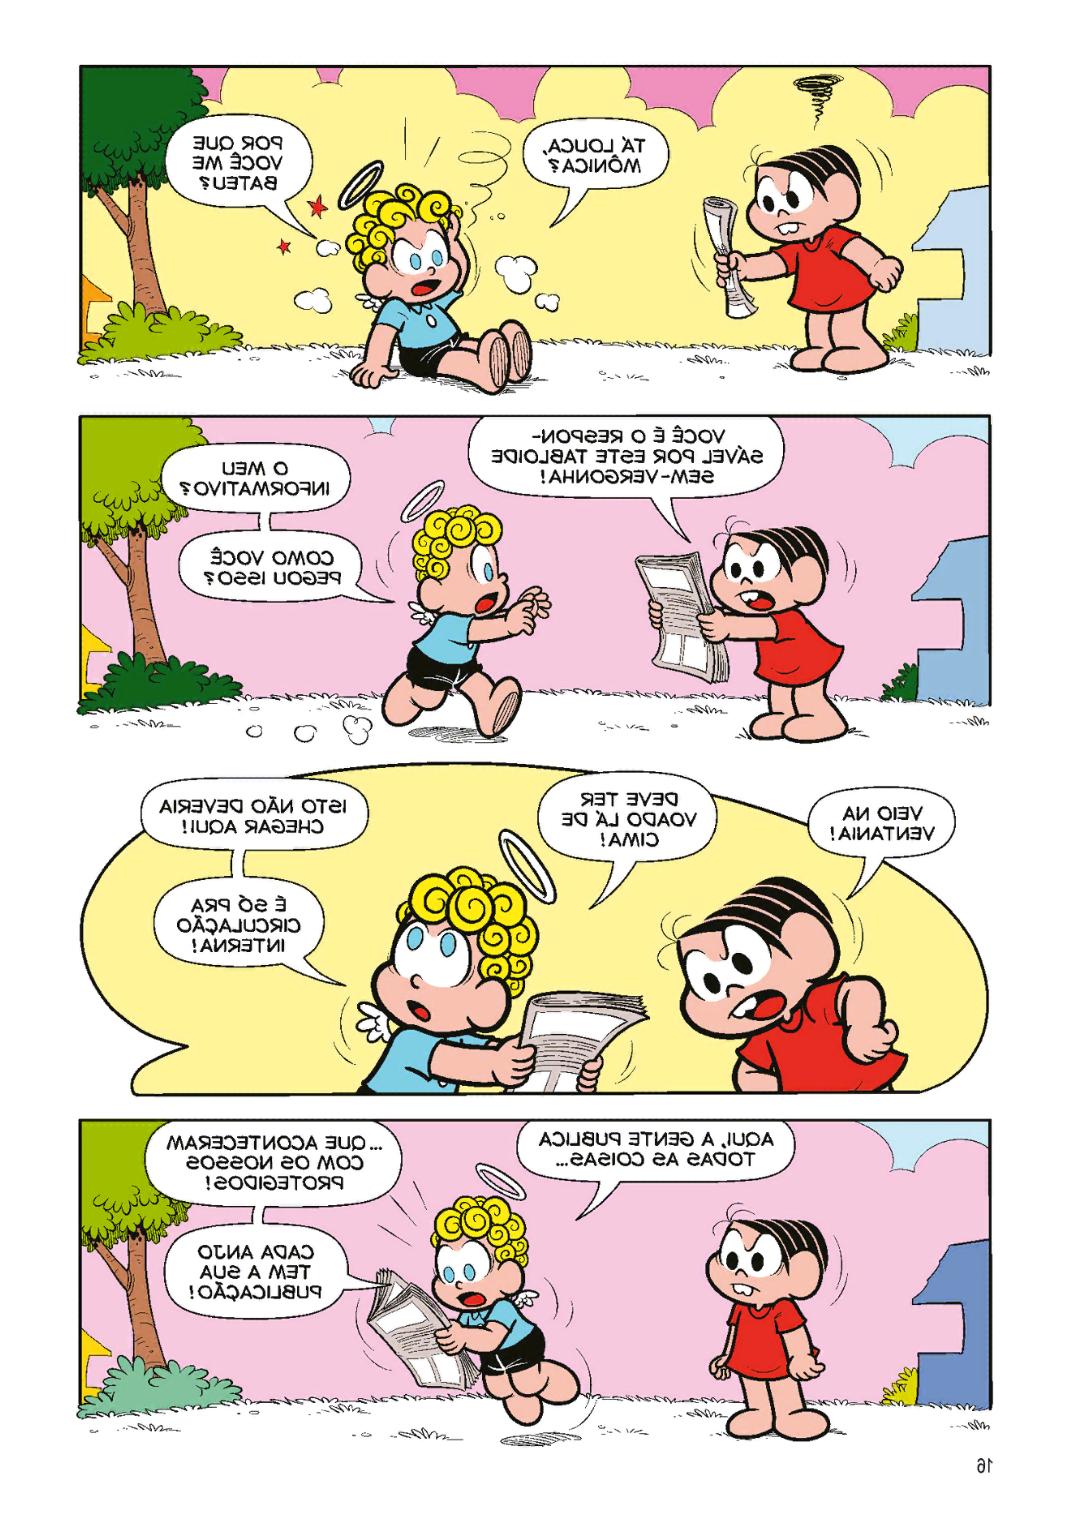 TÁ LOUCA,
MÔNICA?
POR QUE
VOCÊ ME
BATEU?
VOCÊ É O RESPON-
SÁVEL POR ESTE TABLOIDE
SEM-VERGONHA!
O MEU
INFORMATIVO?
COMO VOCÊ
PEGOU ISSO?
VEIO NA
VENTANIA!
DEVE TER
VOADO LÁ DE
CIMA!
ISTO NÃO DEVERIA
CHEGAR AQUI!
É SÓ PRA
CIRCULAÇÃO
INTERNA!
AQUI, A GENTE PUBLICA
TODAS AS COISAS...
... QUE ACONTECERAM
COM OS NOSSOS
PROTEGIDOS!
CADA ANJO
TEM A SUA
PUBLICAÇÃO!
16